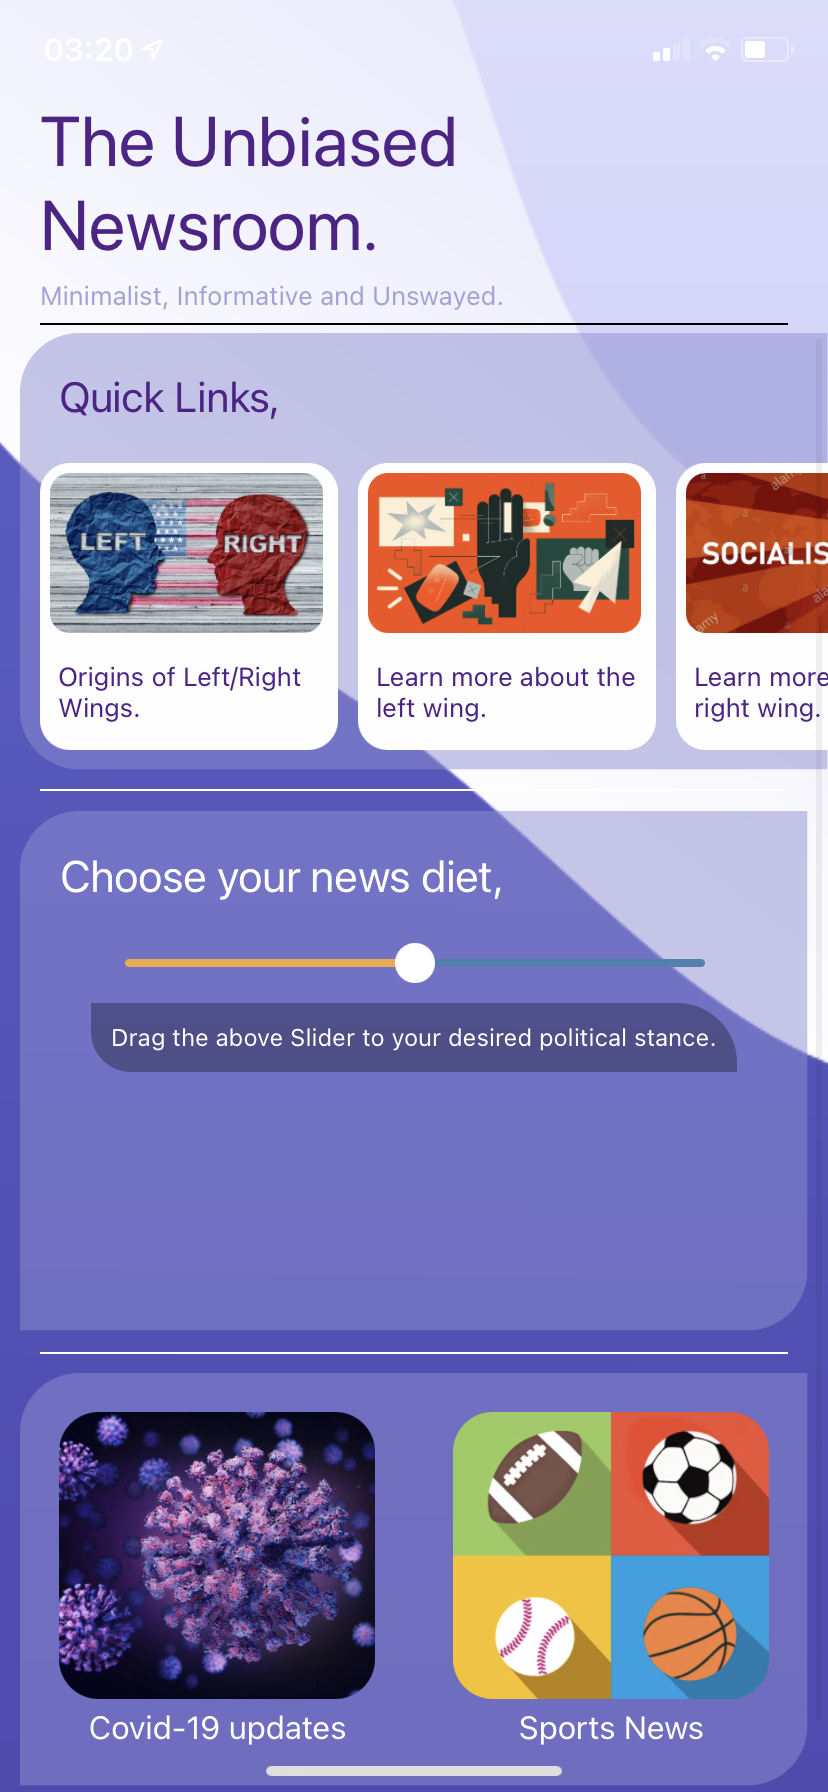 03:20
The Unbiased
Newsroom.
Minimalist, Informative and Unswayed.
Quick Links,
LEFT
RIGHT
SOCIALIS
alamy
Origins of Left/Right
Wings.
Learn more about the
left wing.
Learn more
right wing.
Choose your news diet,
Drag the above Slider to your desired political stance.
Covid-19 updates
Sports News